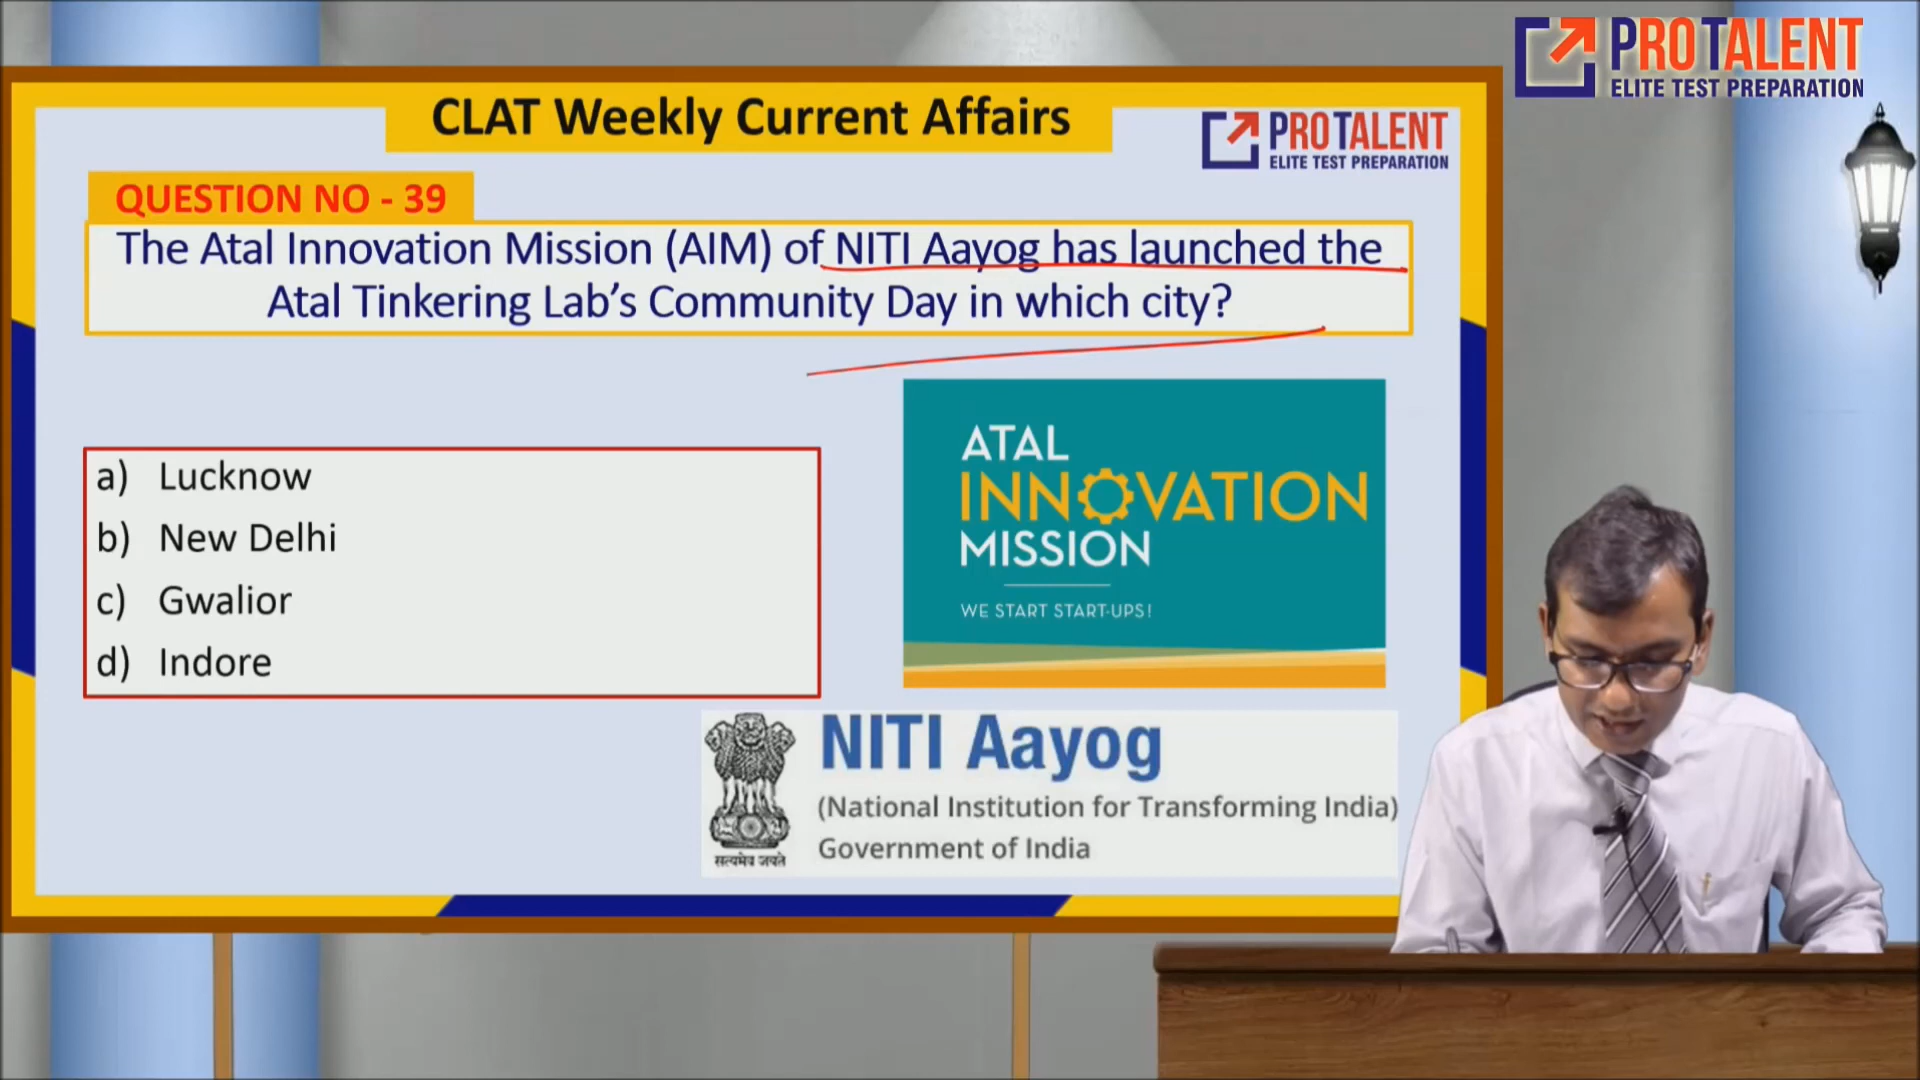 PROTALENT
ELITE TEST PREPARATION
CLAT Weekly Current Affairs
PROTALENT
ELITE TEST PREPARATION
QUESTION NO - 39
The Atal Innovation Mission (AIM) of NITI Aayog has launched the
Atal Tinkering Lab’s Community Day in which city?
a) Lucknow
b) New Delhi
c) Gwalior
d) Indore
ATAL
INNOVATION
MISSION
WE START START-UPS!
NITI Aayog
(National Institution for Transforming India)
Government of India
सत्यमेव जयते